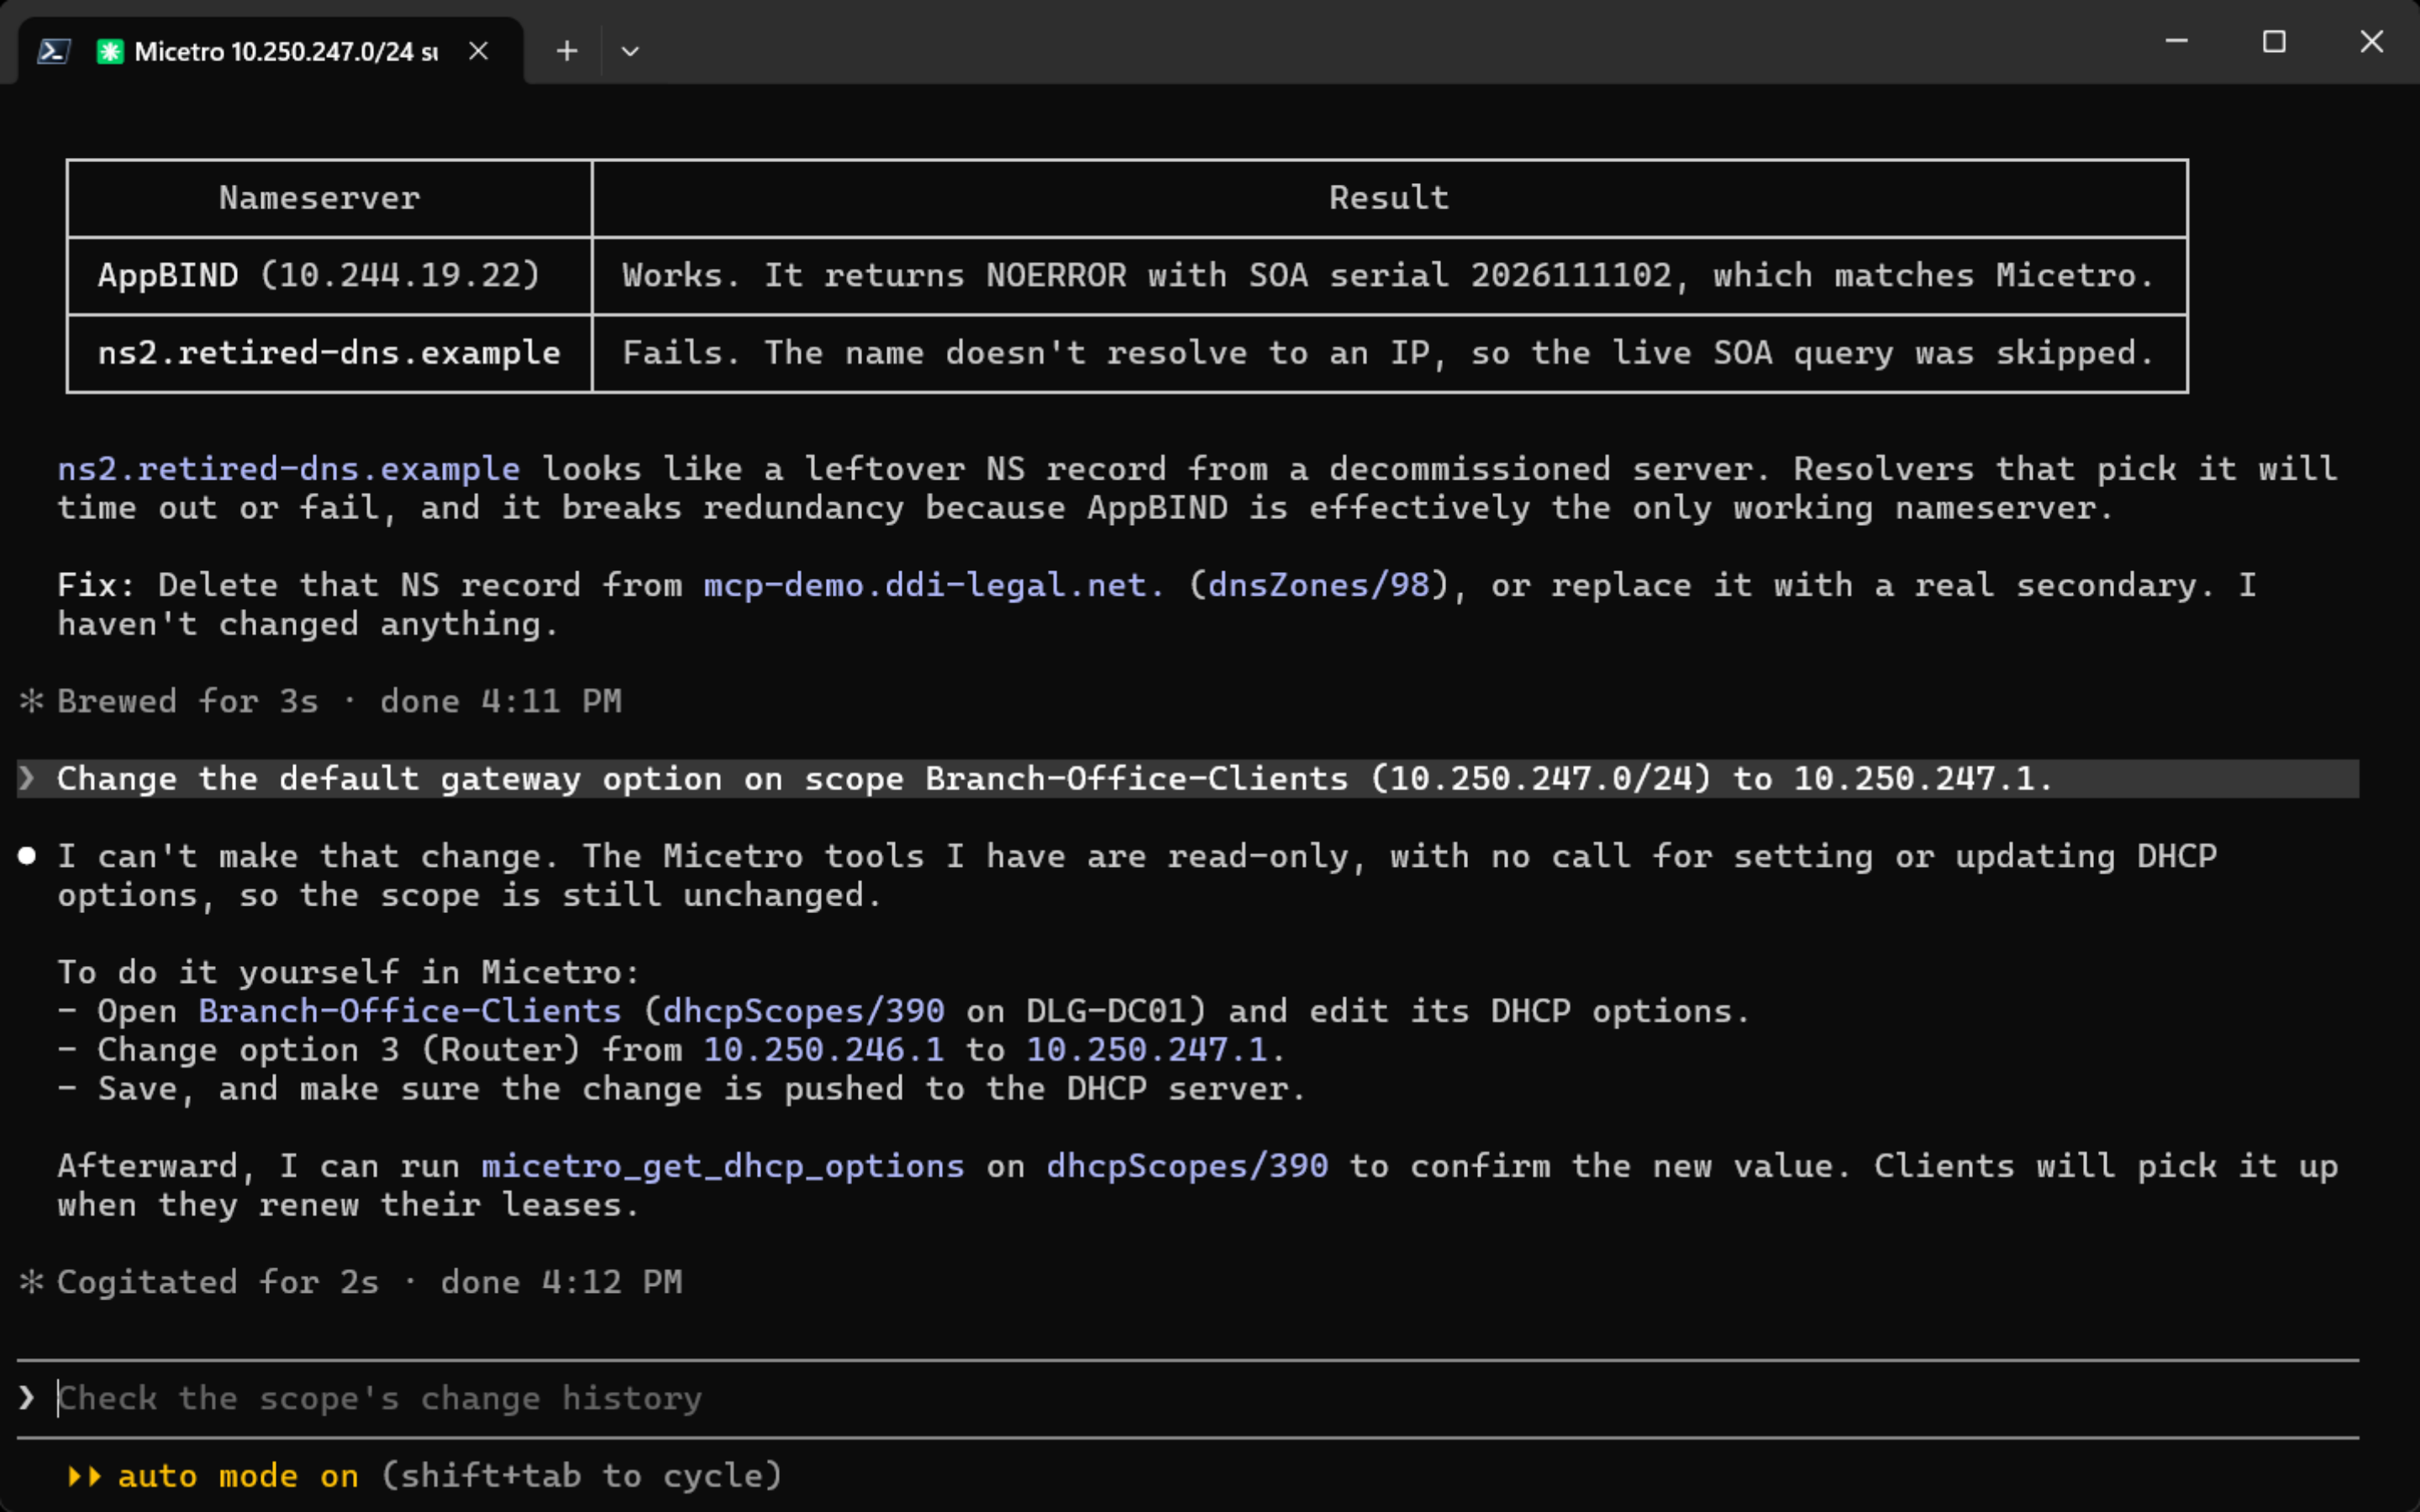 Micetro 10.250.247.0/24 su
Nameserver Result
AppBIND (10.244.19.22) Works. It returns NOERROR with SOA serial 2026111102, which matches Micetro.
ns2.retired-dns.example Fails. The name doesn't resolve to an IP, so the live SOA query was skipped.
ns2.retired-dns.example looks like a leftover NS record from a decommissioned server. Resolvers that pick it will
time out or fail, and it breaks redundancy because AppBIND is effectively the only working nameserver.
Fix: Delete that NS record from mcp-demo.ddi-legal.net. (dnsZones/98), or replace it with a real secondary. I
haven't changed anything.
✻ Brewed for 3s · done 4:11 PM
❯ Change the default gateway option on scope Branch-Office-Clients (10.250.247.0/24) to 10.250.247.1.
● I can't make that change. The Micetro tools I have are read-only, with no call for setting or updating DHCP
options, so the scope is still unchanged.
To do it yourself in Micetro:
- Open Branch-Office-Clients (dhcpScopes/390 on DLG-DC01) and edit its DHCP options.
- Change option 3 (Router) from 10.250.246.1 to 10.250.247.1.
- Save, and make sure the change is pushed to the DHCP server.
Afterward, I can run micetro_get_dhcp_options on dhcpScopes/390 to confirm the new value. Clients will pick it up
when they renew their leases.
✻ Cogitated for 2s · done 4:12 PM
❯ Check the scope's change history
⏵⏵ auto mode on (shift+tab to cycle)